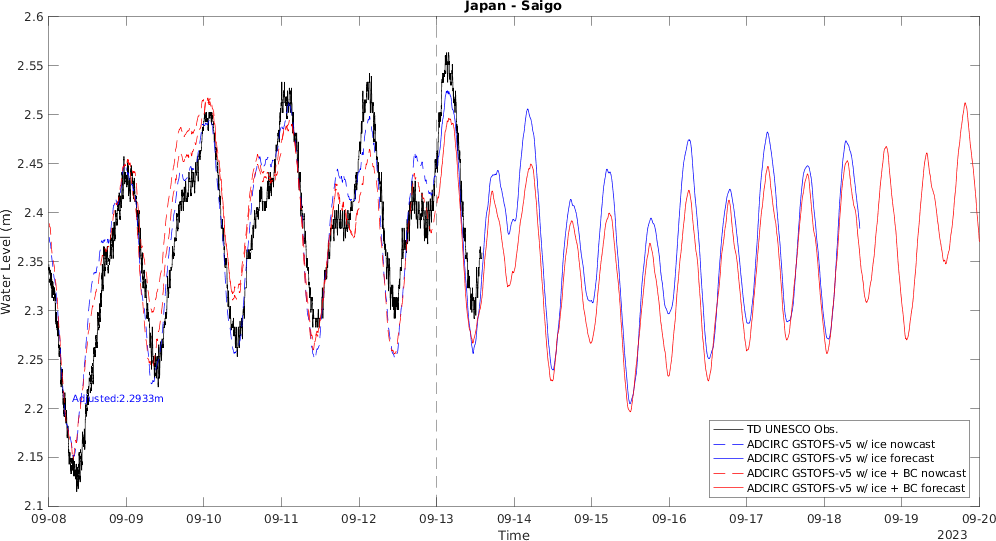 Japan - Saigo
2.6
2.55
2.5
2.45
2.4
2.35
2.3
2.25
2.2
2.15
2.1
Water Level (m)
Adjusted:2.2933m
TD UNESCO Obs.
ADCIRC GSTOFS-v5 w/ ice nowcast
ADCIRC GSTOFS-v5 w/ ice forecast
ADCIRC GSTOFS-v5 w/ ice + BC nowcast
ADCIRC GSTOFS-v5 w/ ice + BC forecast
09-08 09-09 09-10 09-11 09-12 09-13 09-14 09-15 09-16 09-17 09-18 09-19 09-20
Time
2023